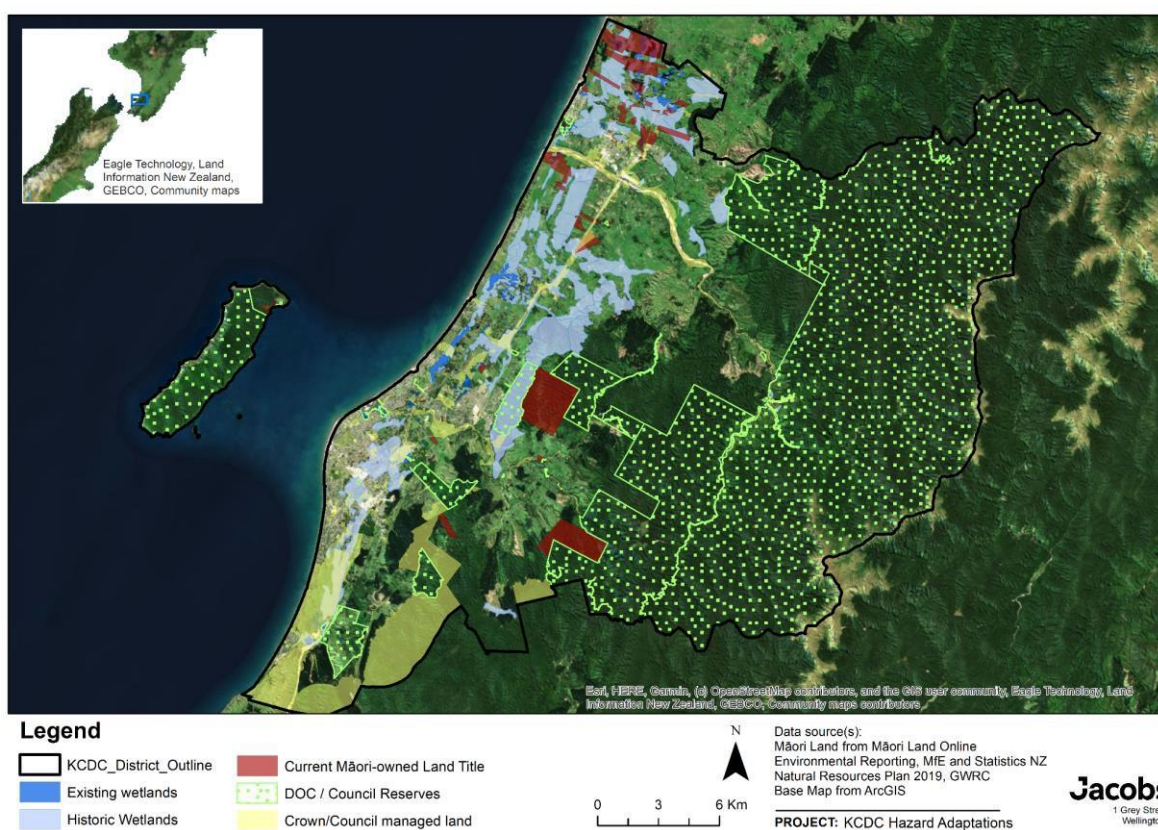 Eagle Technology, Land
Information New Zealand,
GEBCO, Community maps
Esri, HERE, Garmin, (c) OpenStreetMap contributors, and the GIS user community, Eagle Technology, Land
Information New Zealand, GEBCO, Community maps contributors
Legend
KCDC_District_Outline
Existing wetlands
Historic Wetlands
Current Māori-owned Land Title
DOC / Council Reserves
Crown/Council managed land
N
0 3 6 Km
Data source(s):
Māori Land from Māori Land Online
Environmental Reporting, MfE and Statistics NZ
Natural Resources Plan 2019, GWRC
Base Map from ArcGIS
PROJECT: KCDC Hazard Adaptations
Jacobs
1 Grey Stre
Wellingt